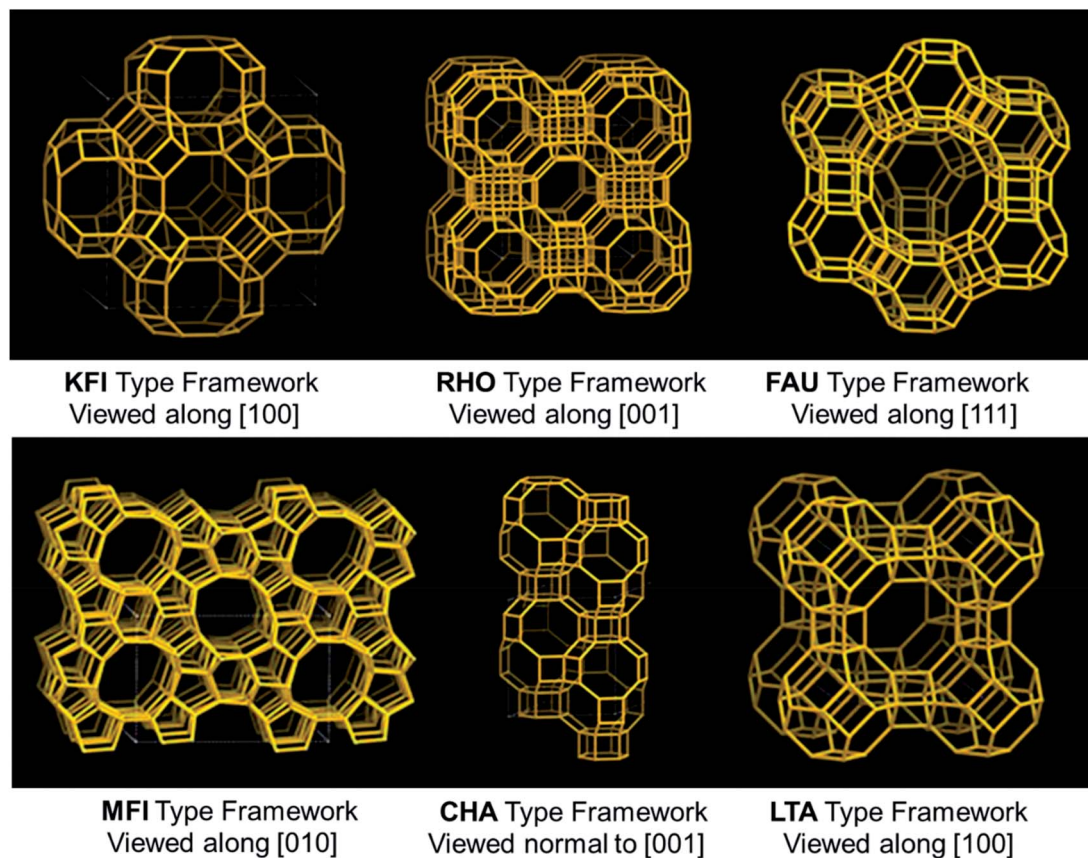 KFI Type Framework
Viewed along [100]
RHO Type Framework
Viewed along [001]
FAU Type Framework
Viewed along [111]
MFI Type Framework
Viewed along [010]
CHA Type Framework
Viewed normal to [001]
LTA Type Framework
Viewed along [100]